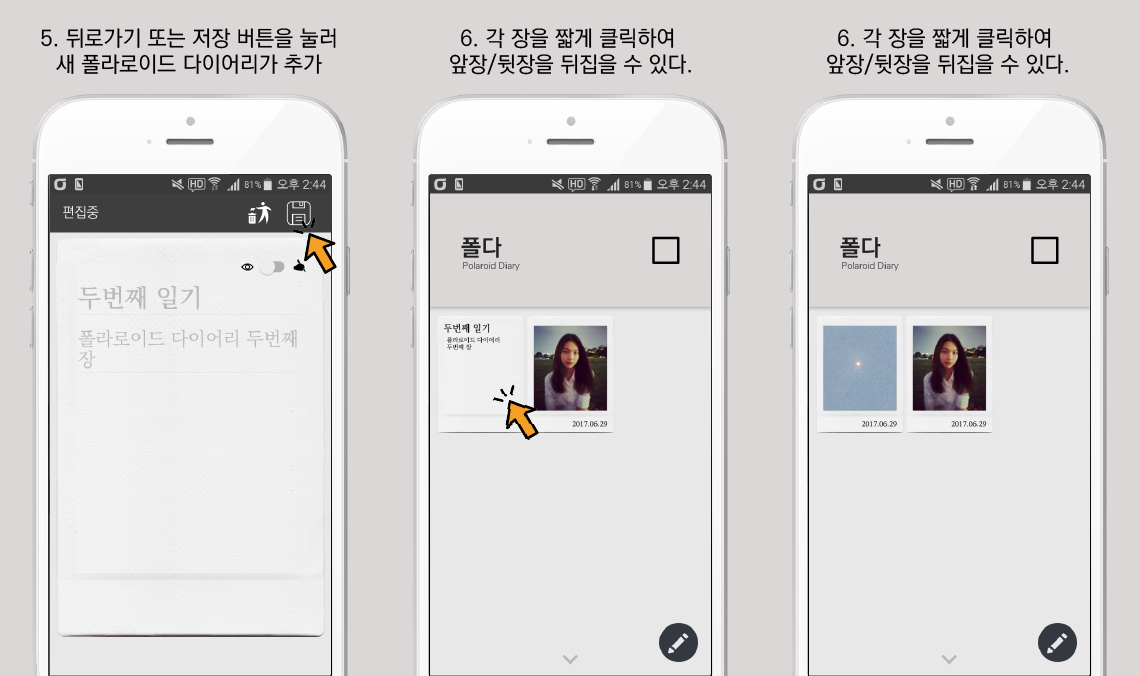 5. 뒤로가기 또는 저장 버튼을 눌러
새 폴라로이드 다이어리가 추가
HD 81% 오후 2:44
편집중
두번째 일기
폴라로이드 다이어리 두번째
장
6. 각 장을 짧게 클릭하여
앞장/뒷장을 뒤집을 수 있다.
HD 81% 오후 2:44
폴다
Polaroid Diary
두번째 일기
폴라로이드 다이어리
두번째 장
2017.06.29
6. 각 장을 짧게 클릭하여
앞장/뒷장을 뒤집을 수 있다.
HD 81% 오후 2:44
폴다
Polaroid Diary
2017.06.29
2017.06.29